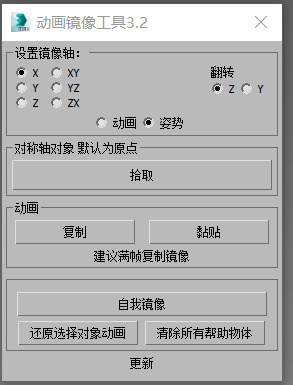 动画镜像工具3.2
设置镜像轴:
X XY 翻转
Y YZ Z Y
Z ZX
动画 姿势
对称轴对象 默认为原点
拾取
动画
复制 黏贴
建议满帧复制镜像
自我镜像
还原选择对象动画 清除所有帮助物体
更新